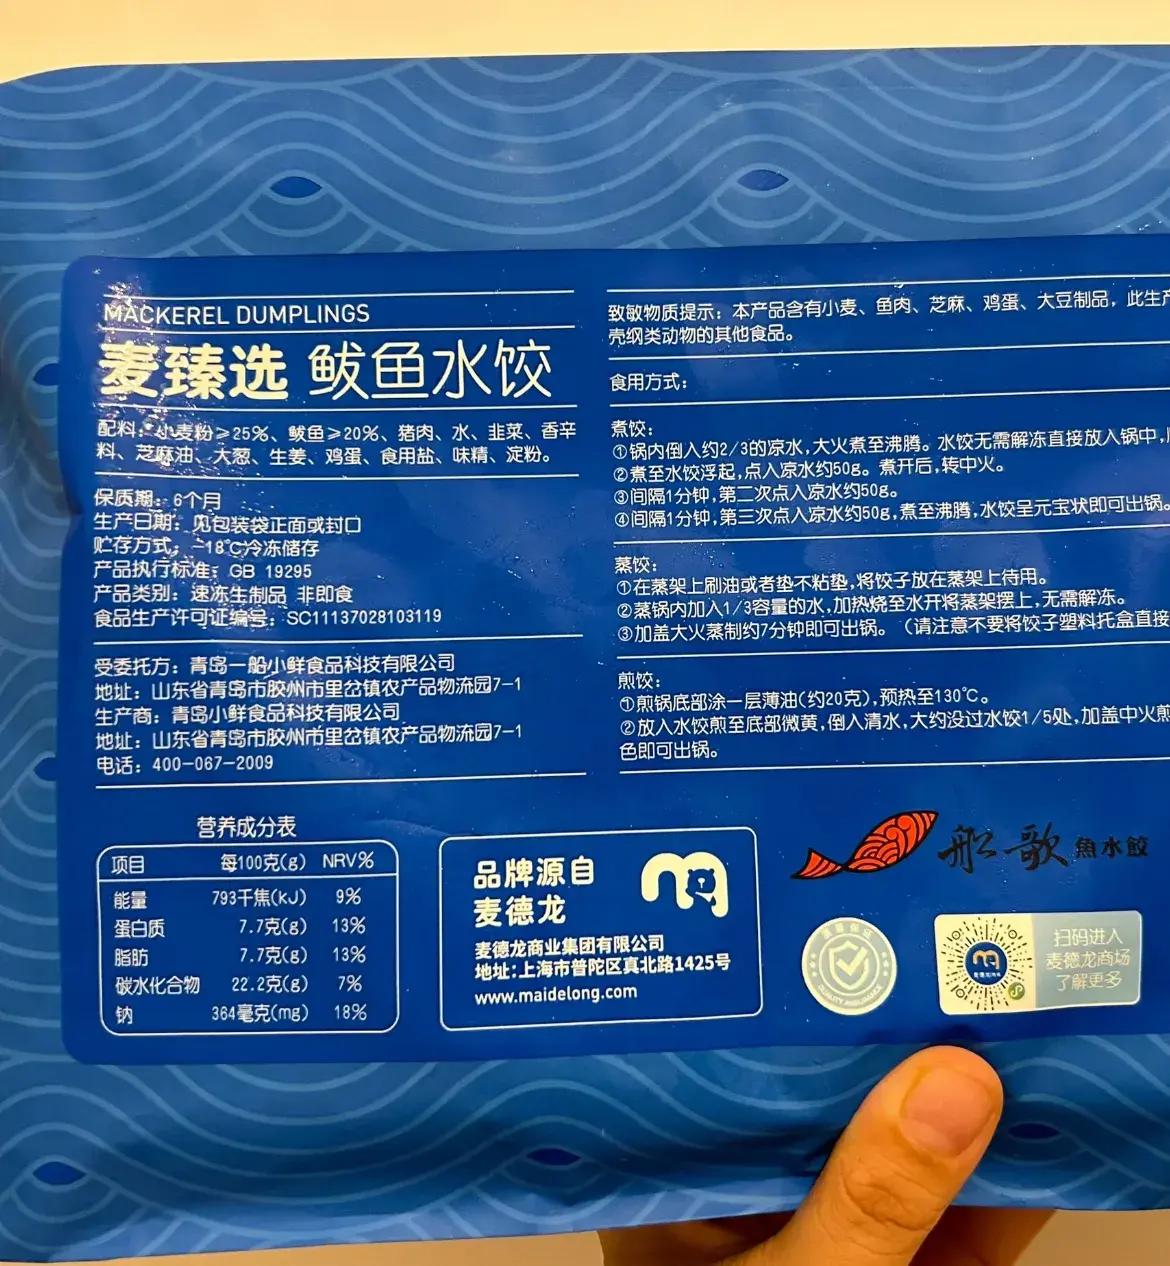 MACKEREL DUMPLINGS
麦臻选 鲅鱼水饺
配料：小麦粉≥25%、鲅鱼≥20%、猪肉、水、韭菜、香辛
料、芝麻油、大葱、生姜、鸡蛋、食用盐、味精、淀粉。
保质期：6个月
生产日期：见包装袋正面或封口
贮存方式：-18℃冷冻储存
产品执行标准：GB 19295
产品类别：速冻生制品 非即食
食品生产许可证编号：SC11137028103119
受委托方：青岛一船小鲜食品科技有限公司
地址：山东省青岛市胶州市里岔镇农产品物流园7-1
生产商：青岛小鲜食品科技有限公司
地址：山东省青岛市胶州市里岔镇农产品物流园7-1
电话：400-067-2009
营养成分表
项目 每100克(g) NRV%
能量 793千焦(kJ) 9%
蛋白质 7.7克(g) 13%
脂肪 7.7克(g) 13%
碳水化合物 22.2克(g) 7%
钠 364毫克(mg) 18%
致敏物质提示：本产品含有小麦、鱼肉、芝麻、鸡蛋、大豆制品，此生产
壳纲类动物的其他食品。
食用方式：
煮饺：
①锅内倒入约2/3的凉水，大火煮至沸腾。水饺无需解冻直接放入锅中，
②煮至水饺浮起，点入凉水约50g。煮开后，转中火。
③间隔1分钟，第二次点入凉水约50g。
④间隔1分钟，第三次点入凉水约50g，煮至沸腾，水饺呈元宝状即可出锅。
蒸饺：
①在蒸架上刷油或者垫不粘垫，将饺子放在蒸架上待用。
②蒸锅内加入1/3容量的水，加热烧至水开将蒸架摆上，无需解冻。
③加盖大火蒸制约7分钟即可出锅。（请注意不要将饺子塑料托盒直接
煎饺：
①煎锅底部涂一层薄油(约20克)，预热至130℃。
②放入水饺煎至底部微黄，倒入清水，大约没过水饺1/5处，加盖中火煎
色即可出锅。
品牌源自
麦德龙
麦德龙商业集团有限公司
地址：上海市普陀区真北路1425号
www.maidelong.com
船歌 魚水餃
质量保证
QUALITY ASSURANCE
扫码进入
麦德龙商场
了解更多